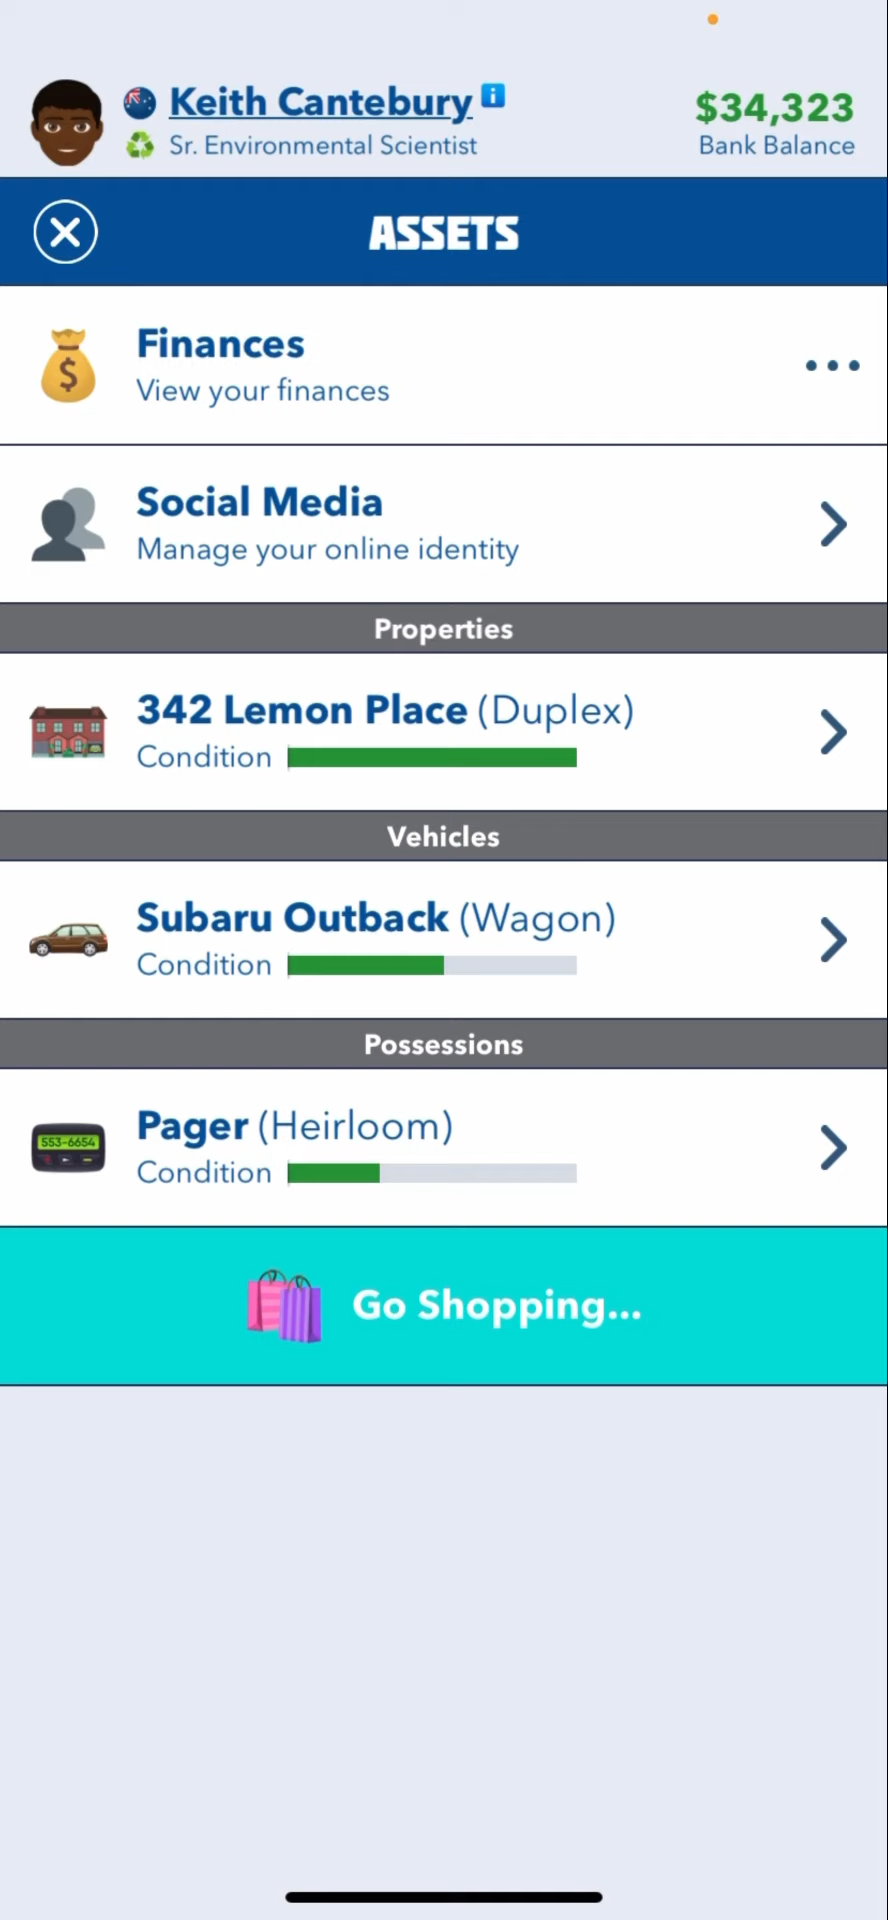 Keith Cantebury
$34,323
Sr. Environmental Scientist
Bank Balance
ASSETS
Finances
View your finances
Social Media
Manage your online identity
Properties
342 Lemon Place (Duplex)
Condition
Vehicles
Subaru Outback (Wagon)
Condition
Possessions
553-6654
Pager (Heirloom)
Condition
Go Shopping...